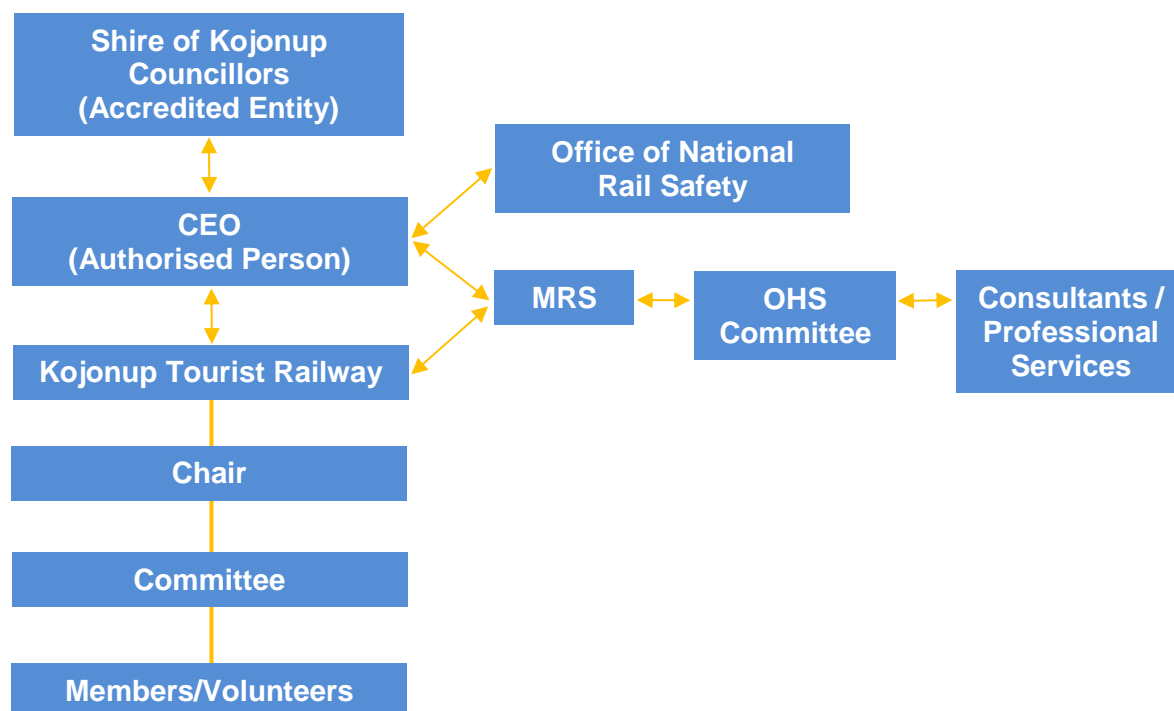 Shire of Kojonup
Councillors
(Accredited Entity)
Office of National
Rail Safety
CEO
(Authorised Person)
MRS
OHS
Committee
Consultants /
Professional
Services
Kojonup Tourist Railway
Chair
Committee
Members/Volunteers